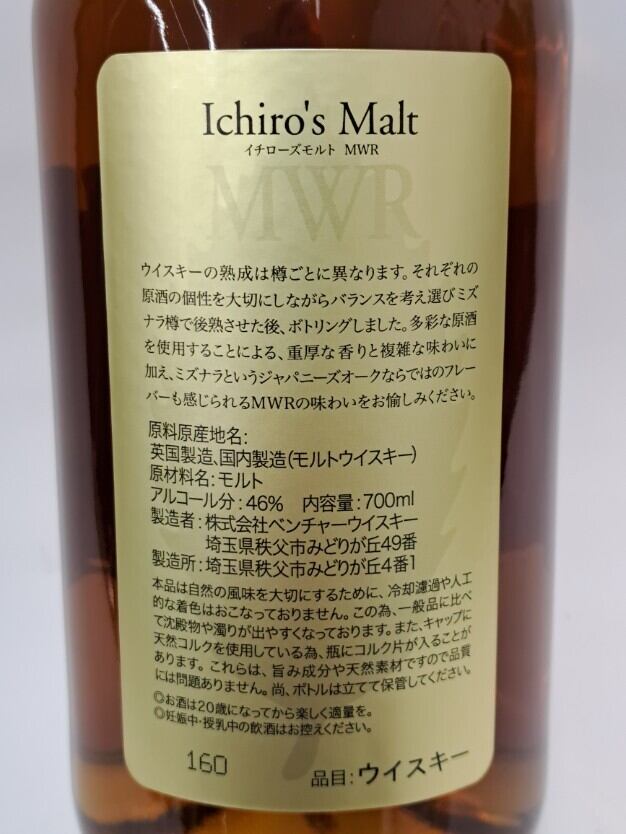 Ichiro's Malt
イチローズモルト MWR
MWR
ウイスキーの熟成は樽ごとに異なります。それぞれの
原酒の個性を大切にしながらバランスを考え選びミズ
ナラ樽で後熟させた後、ボトリングしました。多彩な原酒
を使用することによる、重厚な香りと複雑な味わいに
加え、ミズナラというジャパニーズオークならではのフレー
バーも感じられるMWRの味わいをお愉しみください。
原料原産地名:
英国製造、国内製造(モルトウイスキー)
原材料名:モルト
アルコール分:46% 内容量:700ml
製造者:株式会社ベンチャーウイスキー
埼玉県秩父市みどりが丘49番
製造所:埼玉県秩父市みどりが丘4番1
本品は自然の風味を大切にするために、冷却濾過や人工
的な着色はおこなっておりません。この為、一般品に比べ
て沈殿物や濁りが出やすくなっております。また、キャップに
天然コルクを使用している為、瓶にコルク片が入ることが
あります。これらは、旨み成分や天然素材ですので品質
には問題ありません。尚、ボトルは立てて保管してください。
◎お酒は20歳になってから楽しく適量を。
◎妊娠中・授乳中の飲酒はお控えください。
160
品目:ウイスキー